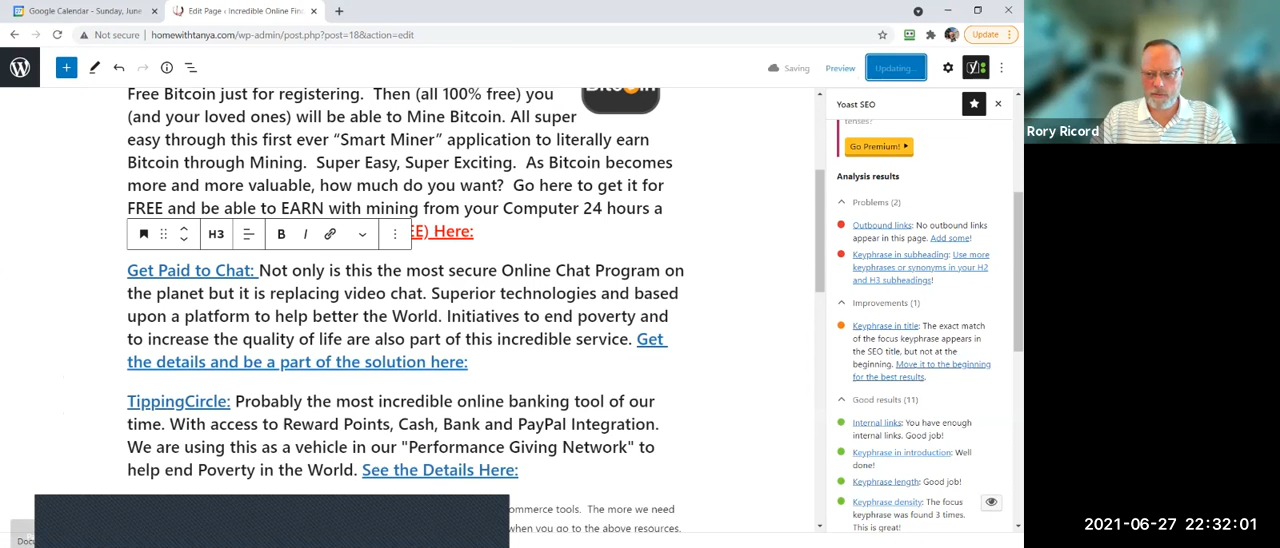 Google Calendar - Sunday, June
Edit Page ‹ Incredible Online Find
Not secure | homewithtanya.com/wp-admin/post.php?post=18&action=edit
Update
Saving
Preview
Updating...
Free Bitcoin just for registering. Then (all 100% free) you
(and your loved ones) will be able to Mine Bitcoin. All super
easy through this first ever “Smart Miner” application to literally earn
Bitcoin through Mining. Super Easy, Super Exciting. As Bitcoin becomes
more and more valuable, how much do you want? Go here to get it for
FREE and be able to EARN with mining from your Computer 24 hours a
H3 B I
EE) Here:
Get Paid to Chat: Not only is this the most secure Online Chat Program on
the planet but it is replacing video chat. Superior technologies and based
upon a platform to help better the World. Initiatives to end poverty and
to increase the quality of life are also part of this incredible service. Get
the details and be a part of the solution here:
TippingCircle: Probably the most incredible online banking tool of our
time. With access to Reward Points, Cash, Bank and PayPal Integration.
We are using this as a vehicle in our "Performance Giving Network" to
help end Poverty in the World. See the Details Here:
ommerce tools. The more we need
when you go to the above resources.
Docu
Yoast SEO
tenses?
Go Premium!
Analysis results
Problems (2)
Outbound links: No outbound links
appear in this page. Add some!
Keyphrase in subheading: Use more
keyphrases or synonyms in your H2
and H3 subheadings!
Improvements (1)
Keyphrase in title: The exact match
of the focus keyphrase appears
in the SEO title, but not at the
beginning. Move it to the beginning
for the best results.
Good results (11)
Internal links: You have enough
internal links. Good job!
Keyphrase in introduction: Well
done!
Keyphrase length: Good job!
Keyphrase density: The focus
keyphrase was found 3 times.
This is great!
Rory Ricord
2021-06-27 22:32:01